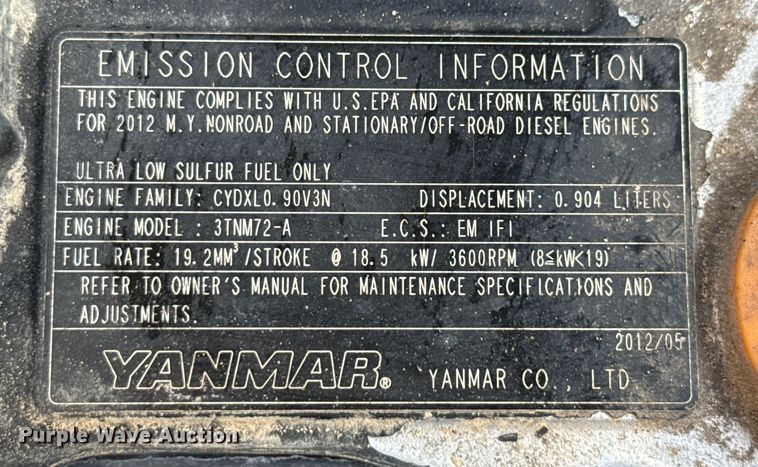 EMISSION CONTROL INFORMATION
THIS ENGINE COMPLIES WITH U.S.EPA AND CALIFORNIA REGULATIONS
FOR 2012 M.Y.NONROAD AND STATIONARY/OFF-ROAD DIESEL ENGINES.
ULTRA LOW SULFUR FUEL ONLY
ENGINE FAMILY: CYDXL0.90V3N DISPLACEMENT: 0.904 LITERS
ENGINE MODEL : 3TNM72-A E.C.S.: EM IFI
FUEL RATE: 19.2MM³/STROKE @ 18.5 kW/ 3600RPM (8≤kW<19)
REFER TO OWNER'S MANUAL FOR MAINTENANCE SPECIFICATIONS AND
ADJUSTMENTS.
2012/05
YANMAR® YANMAR CO., LTD
Purple Wave Auction